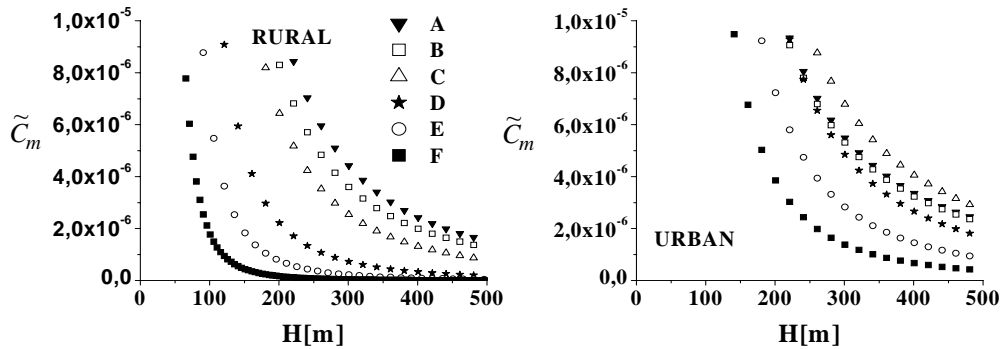 RURAL
A
B
C
D
E
F
C̃m
1,0x10⁻⁵
8,0x10⁻⁶
6,0x10⁻⁶
4,0x10⁻⁶
2,0x10⁻⁶
0,0
0 100 200 300 400 500
H[m]
URBAN
C̃m
1,0x10⁻⁵
8,0x10⁻⁶
6,0x10⁻⁶
4,0x10⁻⁶
2,0x10⁻⁶
0,0
0 100 200 300 400 500
H[m]